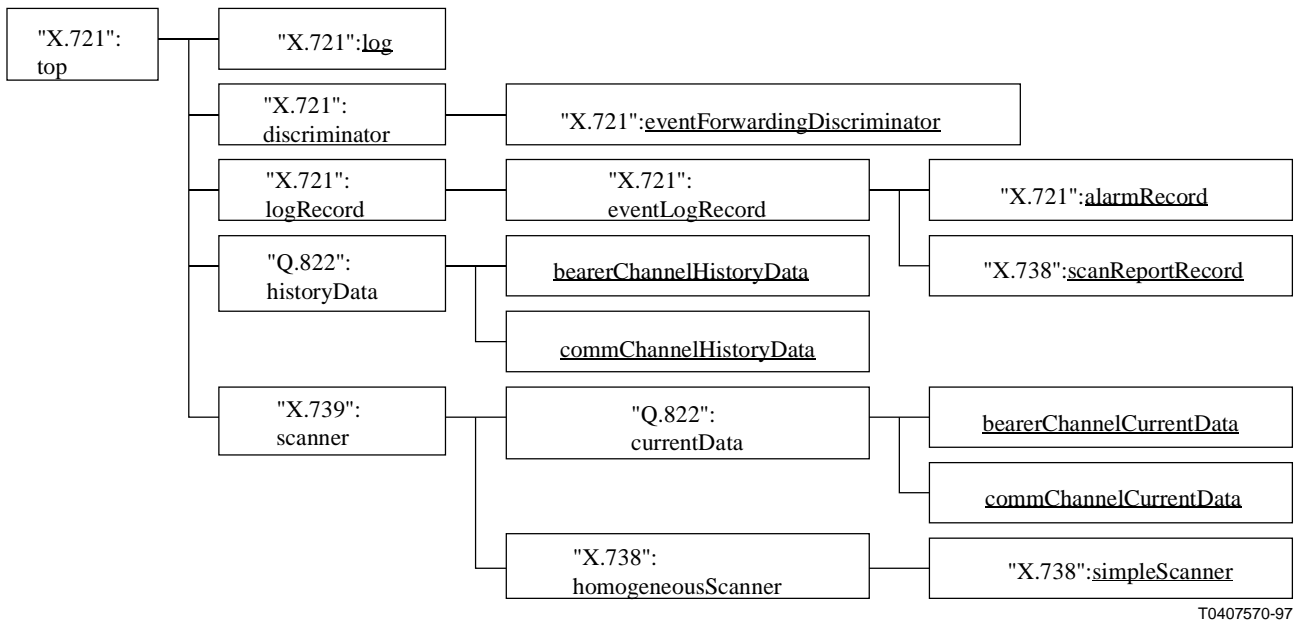 "X.721":
top
"X.721":log
"X.721":
discriminator
"X.721":eventForwardingDiscriminator
"X.721":
logRecord
"X.721":
eventLogRecord
"X.721":alarmRecord
"X.738":scanReportRecord
"Q.822":
historyData
bearerChannelHistoryData
commChannelHistoryData
"X.739":
scanner
"Q.822":
currentData
bearerChannelCurrentData
commChannelCurrentData
"X.738":
homogeneousScanner
"X.738":simpleScanner
T0407570-97